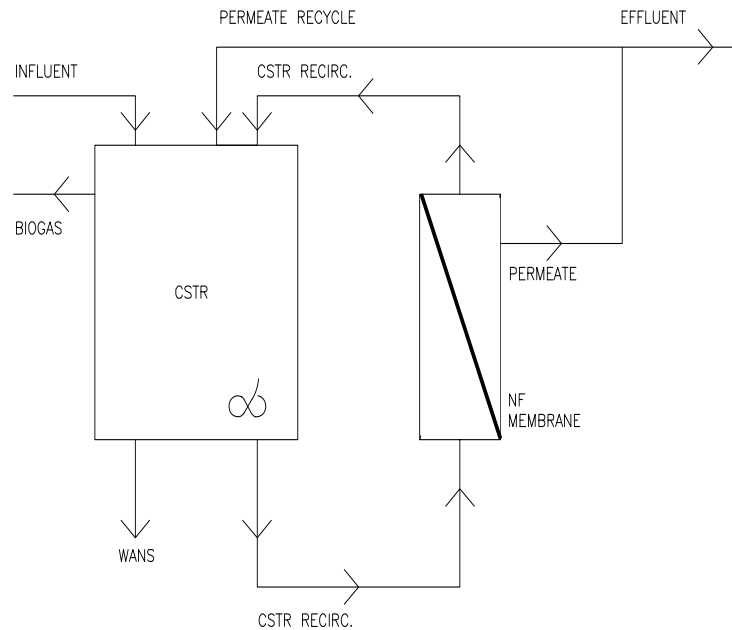 PERMEATE RECYCLE
EFFLUENT
INFLUENT
CSTR RECIRC.
BIOGAS
PERMEATE
CSTR
NF
MEMBRANE
WANS
CSTR RECIRC.